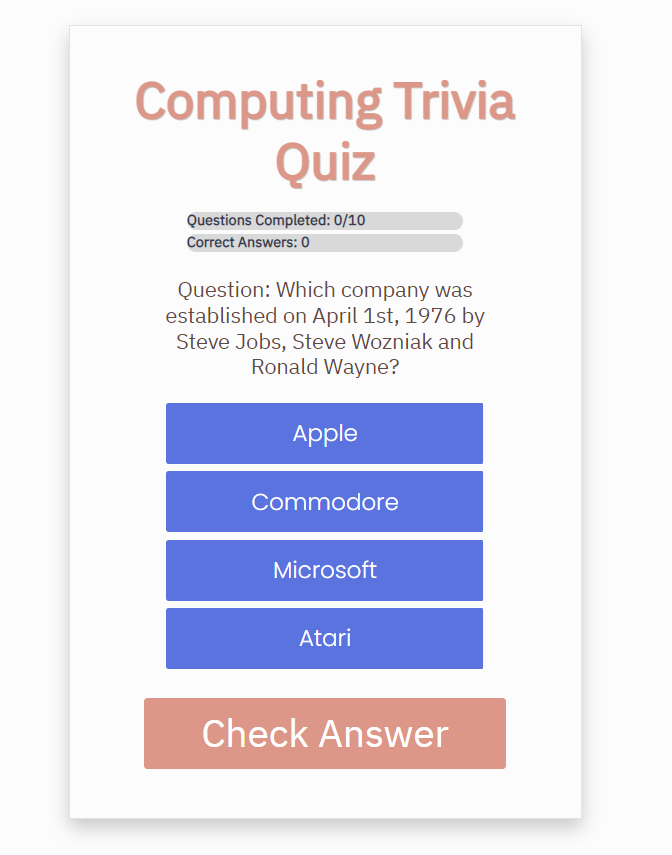 Computing Trivia
Quiz
Questions Completed: 0/10
Correct Answers: 0
Question: Which company was
established on April 1st, 1976 by
Steve Jobs, Steve Wozniak and
Ronald Wayne?
Apple
Commodore
Microsoft
Atari
Check Answer